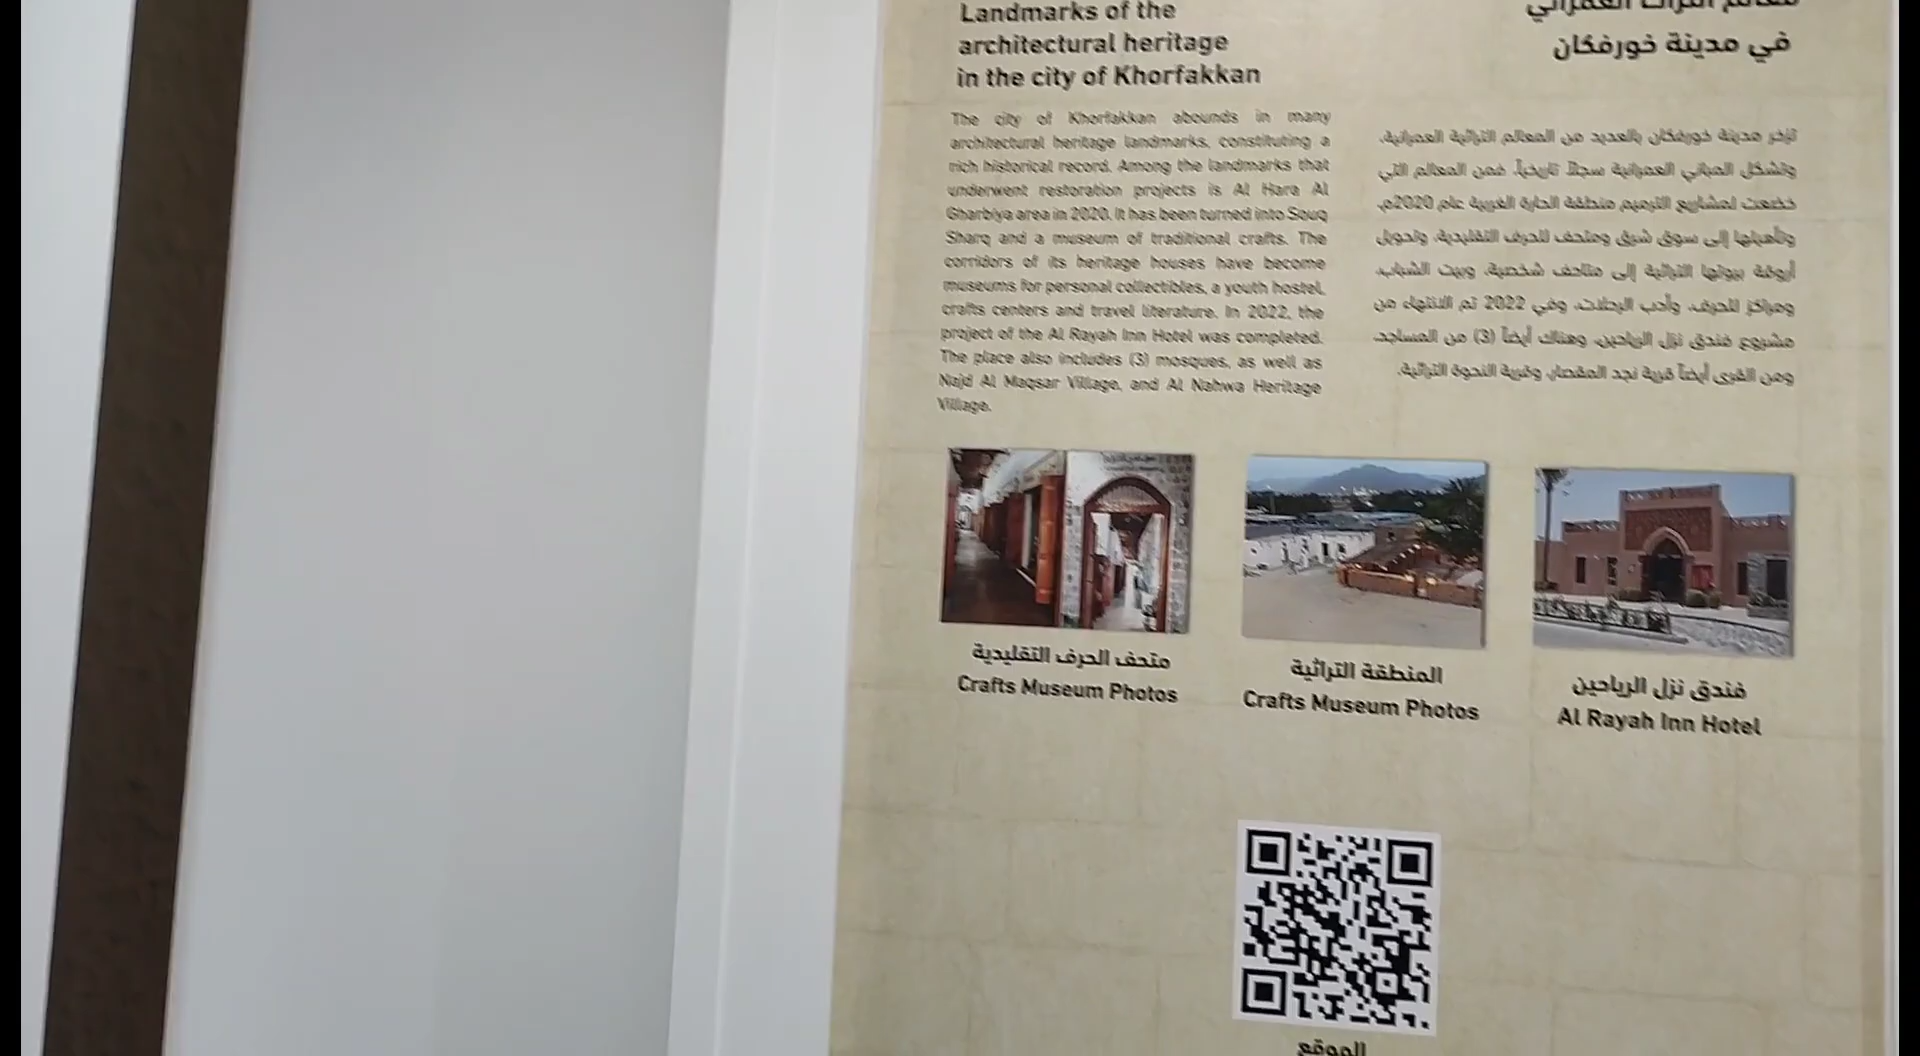 Landmarks of the
architectural heritage
in the city of Khorfakkan
The city of Khorfakkan abounds in many
architectural heritage landmarks, constituting a
rich historical record. Among the landmarks that
underwent restoration projects is Al Hara Al
Gharbiya area in 2020. It has been turned into Souq
Sharq and a museum of traditional crafts. The
corridors of its heritage houses have become
museums for personal collectibles, a youth hostel,
crafts centers and travel literature. In 2022, the
project of the Al Rayah Inn Hotel was completed.
The place also includes (3) mosques, as well as
Najd Al Maqsar Village, and Al Nahwa Heritage
Village.
معالم التراث العمراني
في مدينة خورفكان
تزخر مدينة خورفكان بالعديد من المعالم التراثية العمرانية،
وتشكل المباني العمرانية سجلاً تاريخياً، فمن المعالم التي
خضعت لمشاريع الترميم منطقة الحارة الغربية عام 2020م،
وتأهيلها إلى سوق شرق ومتحف للحرف التقليدية، وتحويل
أروقة بيوتها التراثية إلى متاحف شخصية، وبيت الشباب،
ومراكز للحرف، وأدب الرحلات، وفي 2022 تم الانتهاء من
مشروع فندق نزل الرياحين، وهناك أيضاً (3) من المساجد،
ومن القرى أيضاً قرية نجد المقصار، وقرية النحوة التراثية.
متحف الحرف التقليدية
Crafts Museum Photos
المنطقة التراثية
Crafts Museum Photos
فندق نزل الرياحين
Al Rayah Inn Hotel
الموقع